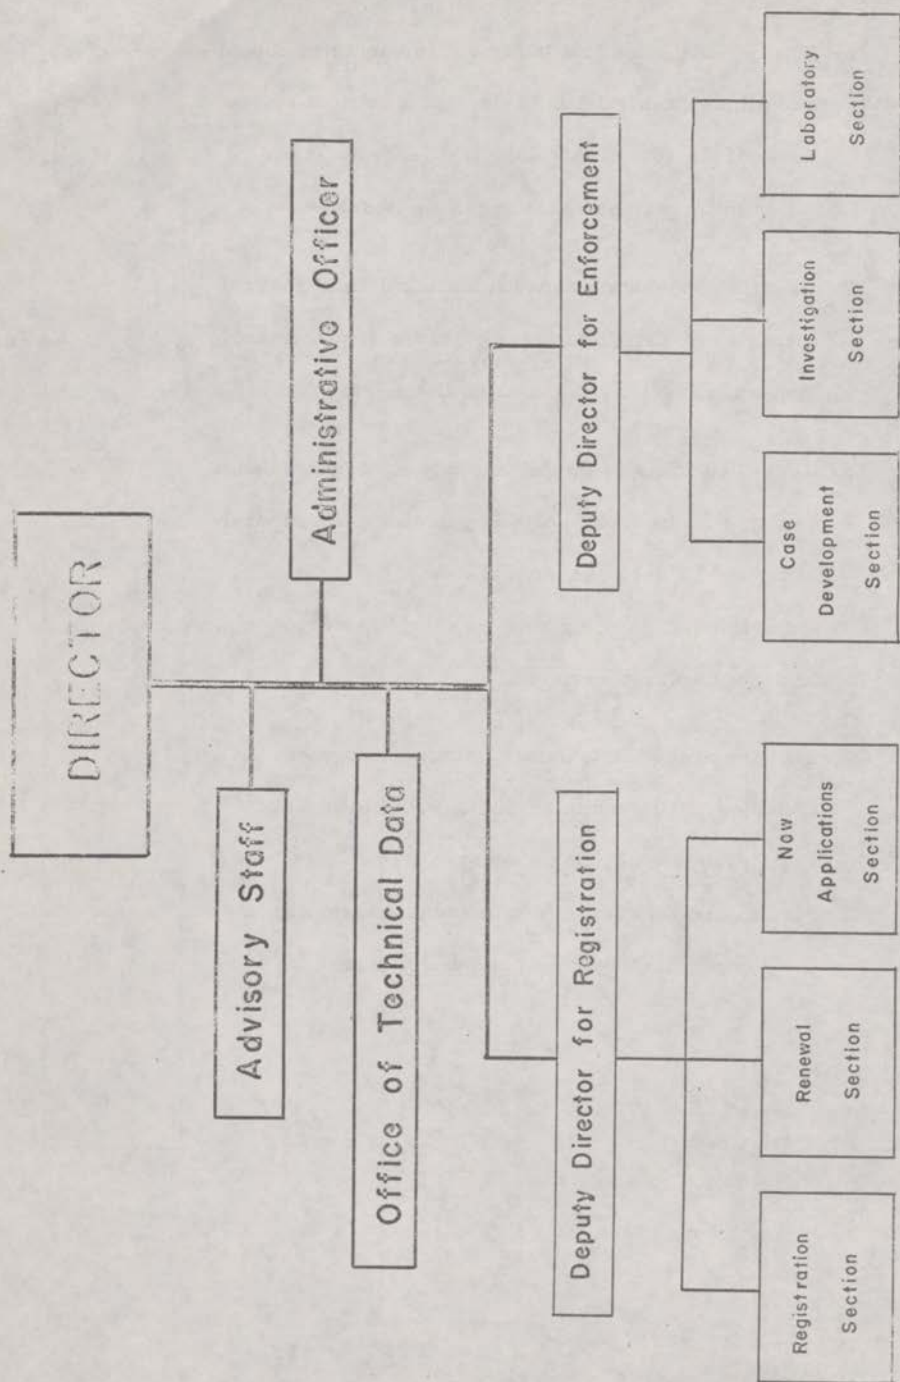 DIRECTOR
Advisory Staff
Administrative Officer
Office of Technical Data
Deputy Director for Registration
Deputy Director for Enforcement
Registration
Section
Renewal
Section
New
Applications
Section
Case
Development
Section
Investigation
Section
Laboratory
Section